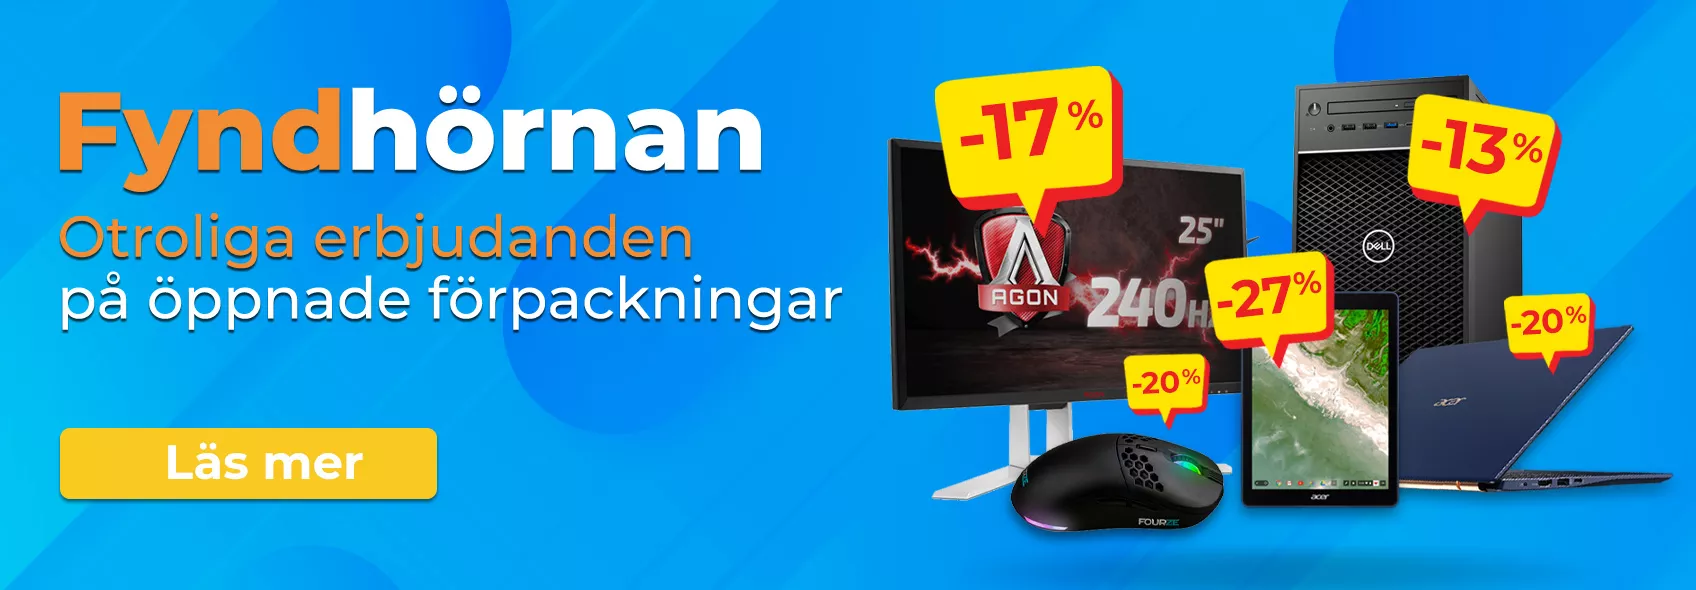 Fyndhörnan
Otroliga erbjudanden
på öppnade förpackningar
Läs mer
-17%
-13%
25"
DELL
-27%
AGON
240Hz
-20%
acer
-20%
acer
FOURZE